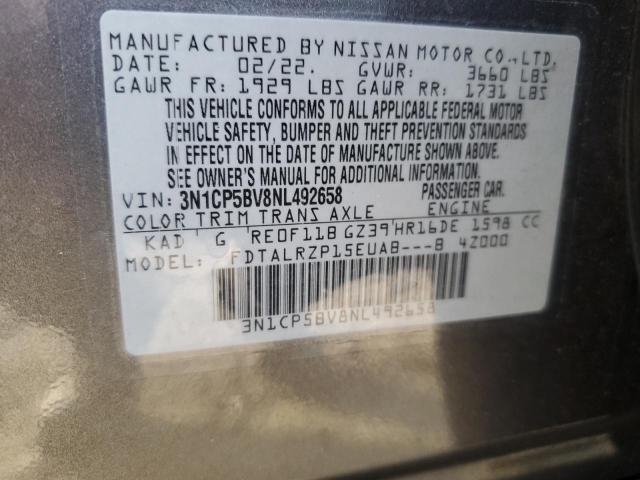 MANUFACTURED BY NISSAN MOTOR CO.,LTD.
DATE: 02/22. GVWR: 3660 LBS
GAWR FR: 1929 LBS GAWR RR: 1731 LBS
THIS VEHICLE CONFORMS TO ALL APPLICABLE FEDERAL MOTOR
VEHICLE SAFETY, BUMPER AND THEFT PREVENTION STANDARDS
IN EFFECT ON THE DATE OF MANUFACTURE SHOWN ABOVE.
SEE OWNER'S MANUAL FOR ADDITIONAL INFORMATION
VIN: 3N1CP5BV8NL492658 PASSENGER CAR.
COLOR TRIM TRANS AXLE ENGINE
KAD G RE0F11B GZ39 HR16DE 1598 CC
MODEL: FDTALRZP15EUAB---B 4Z000
3N1CP5BV8NL492658